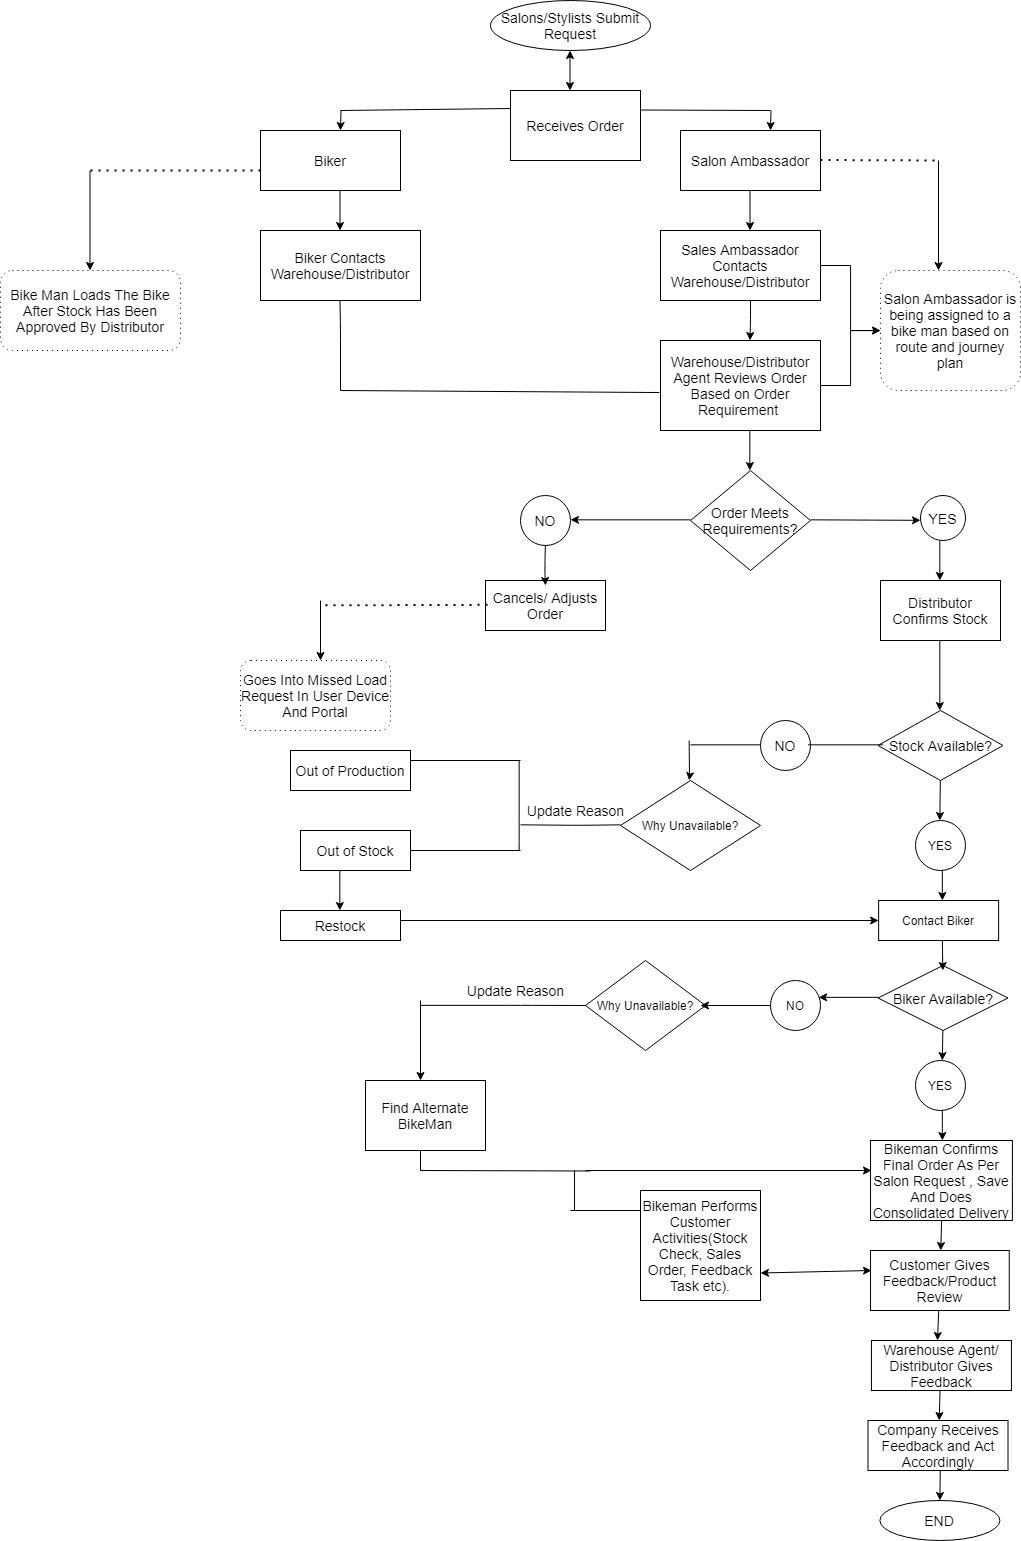 Salons/Stylists Submit
Request
Receives Order
Biker
Salon Ambassador
Biker Contacts
Warehouse/Distributor
Sales Ambassador
Contacts
Warehouse/Distributor
Bike Man Loads The Bike
After Stock Has Been
Approved By Distributor
Salon Ambassador is
being assigned to a
bike man based on
route and journey
plan
Warehouse/Distributor
Agent Reviews Order
Based on Order
Requirement
Order Meets
Requirements?
NO
YES
Cancels/ Adjusts
Order
Distributor
Confirms Stock
Goes Into Missed Load
Request In User Device
And Portal
Stock Available?
NO
Out of Production
Update Reason
Why Unavailable?
Out of Stock
YES
Restock
Contact Biker
Update Reason
Why Unavailable?
NO
Biker Available?
YES
Find Alternate
BikeMan
Bikeman Confirms
Final Order As Per
Salon Request , Save
And Does
Consolidated Delivery
Bikeman Performs
Customer
Activities(Stock
Check, Sales
Order, Feedback
Task etc).
Customer Gives
Feedback/Product
Review
Warehouse Agent/
Distributor Gives
Feedback
Company Receives
Feedback and Act
Accordingly
END